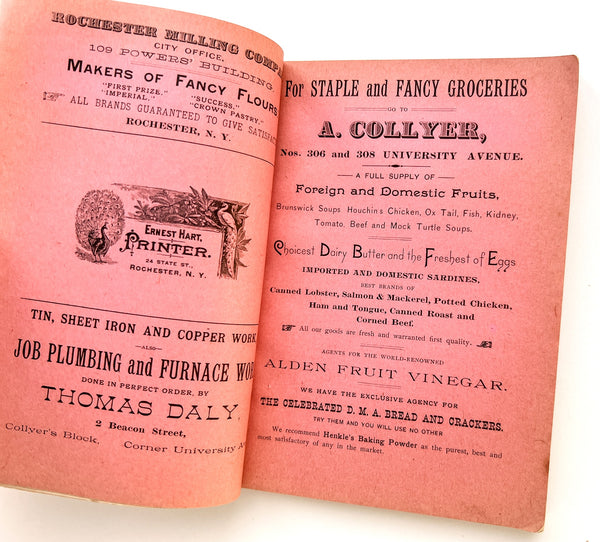 ROCHESTER MILLING COMPA
CITY OFFICE,
109 POWERS' BUILDING.
MAKERS OF FANCY FLOURS
"FIRST PRIZE." "SUCCESS,"
"IMPERIAL," "CROWN PASTRY."
ALL BRANDS GUARANTEED TO GIVE SATISFA
ROCHESTER, N. Y.
ERNEST HART,
PRINTER.
24 STATE ST.,
ROCHESTER, N. Y.
TIN, SHEET IRON AND COPPER WORK
—ALSO—
JOB PLUMBING and FURNACE WO
DONE IN PERFECT ORDER, BY
THOMAS DALY,
2 Beacon Street,
Collyer's Block. Corner University A
For STAPLE and FANCY GROCERIES
GO TO
A. COLLYER,
Nos. 306 and 308 UNIVERSITY AVENUE.
A FULL SUPPLY OF
Foreign and Domestic Fruits,
Brunswick Soups Houchin's Chicken, Ox Tail, Fish, Kidney,
Tomato, Beef and Mock Turtle Soups.
Choicest Dairy Butter and the Freshest of Eggs
IMPORTED AND DOMESTIC SARDINES,
BEST BRANDS OF
Canned Lobster, Salmon & Mackerel, Potted Chicken,
Ham and Tongue, Canned Roast and
Corned Beef.
All our goods are fresh and warranted first quality.
AGENTS FOR THE WORLD-RENOWNED
ALDEN FRUIT VINEGAR.
WE HAVE THE EXCLUSIVE AGENCY FOR
THE CELEBRATED D. M. A. BREAD AND CRACKERS.
TRY THEM AND YOU WILL USE NO OTHER
We recommend Henkle's Baking Powder as the purest, best and
most satisfactory of any in the market.